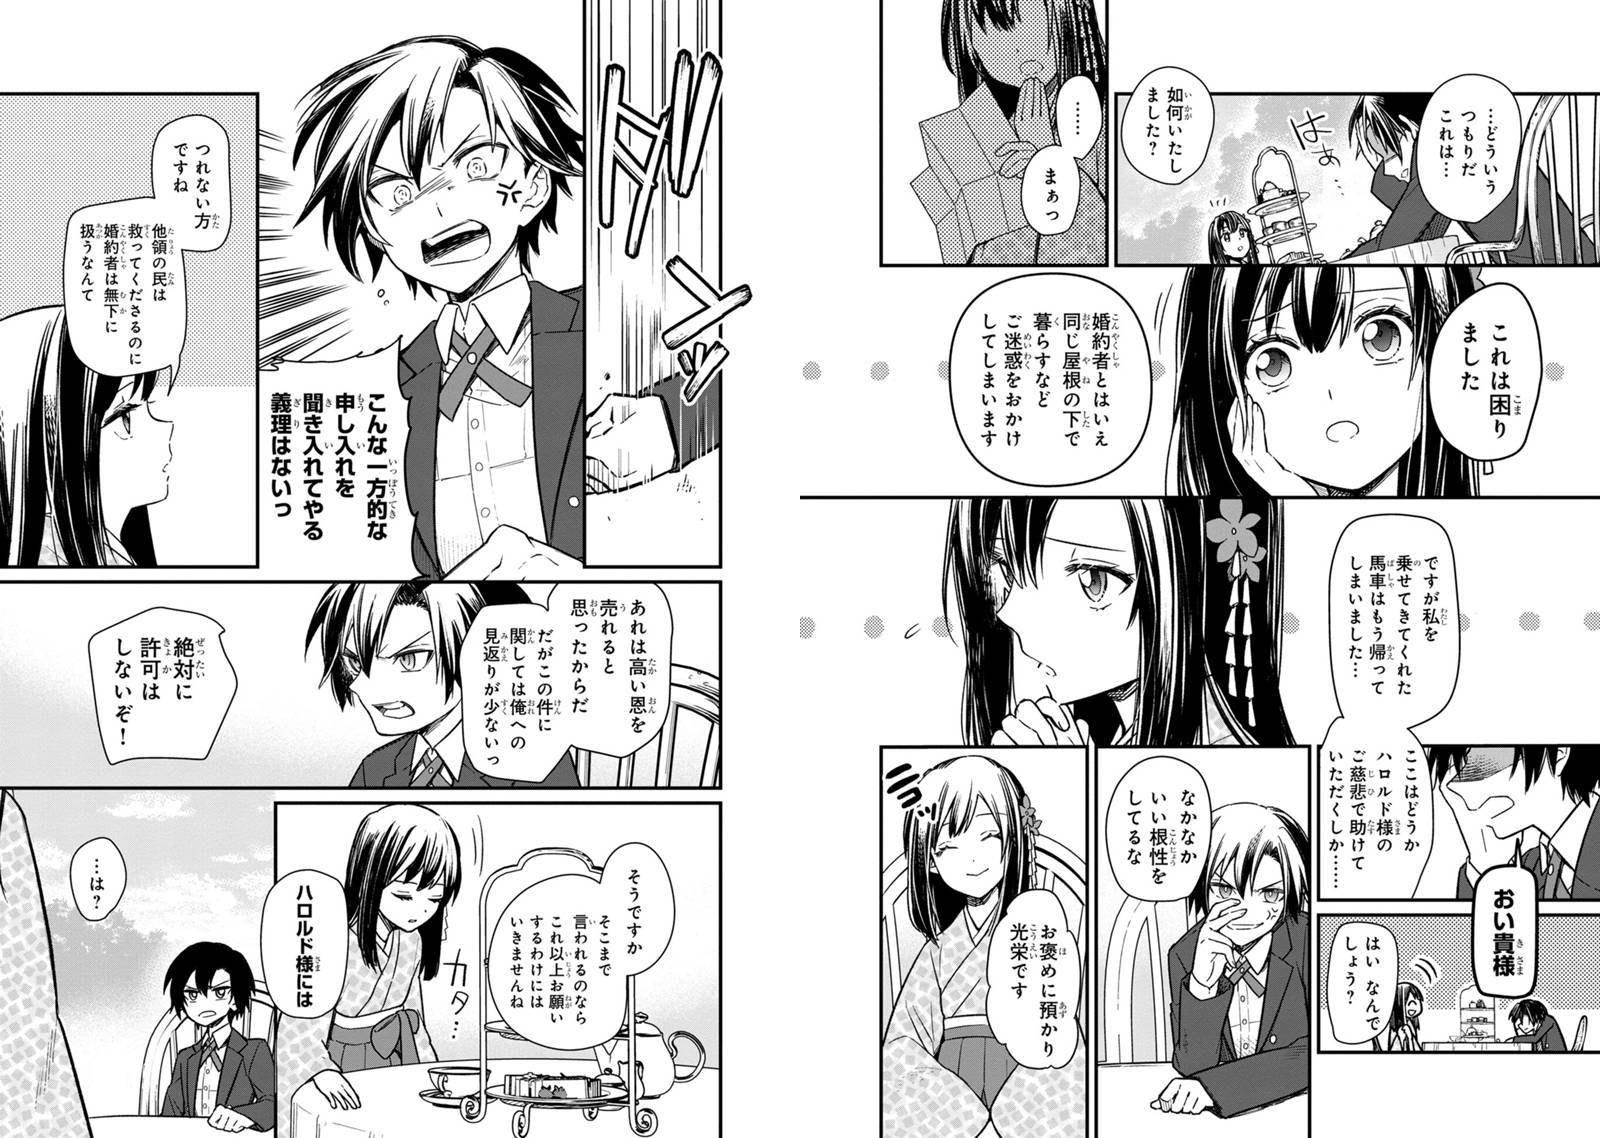 …どういう
つもりだ
これは…
はぁ…
如何いたし
ました？
……
まぁっ
これは困り
ました
婚約者とはいえ
同じ屋根の下で
暮らすなど
ご迷惑をおかけ
してしまいます
ですが私を
乗せてきてくれた
馬車はもう帰って
しまいました…
ここはどうか
ハロルド様の
ご慈悲で助けて
いただくしか……
おい貴様
はい なんで
しょう？
なかなか
いい根性を
してるな
お褒めに預かり
光栄です
こんな一方的な
申し入れを
聞き入れてやる
義理はないっ
つれない方
ですね
他領の民は
救ってくださるのに
婚約者は無下に
扱うなんて
あれは高い恩を
売れると
思ったからだ
だがこの件に
関しては俺への
見返りが少ないっ
絶対に
許可は
しないぞ！
そうですか
そこまで
言われるのなら
これ以上お願い
するわけには
いきませんね
カタ…
ハロルド様には
…は？